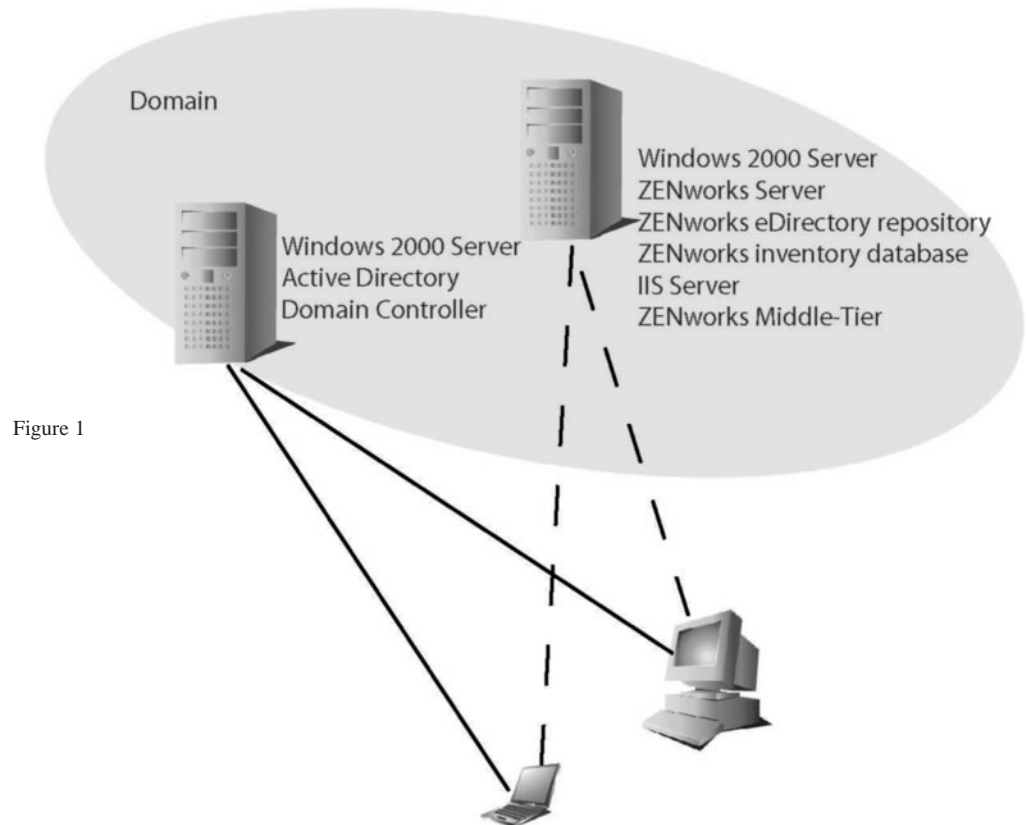 Domain
Windows 2000 Server
ZENworks Server
ZENworks eDirectory repository
ZENworks inventory database
IIS Server
ZENworks Middle-Tier
Windows 2000 Server
Active Directory
Domain Controller
Figure 1